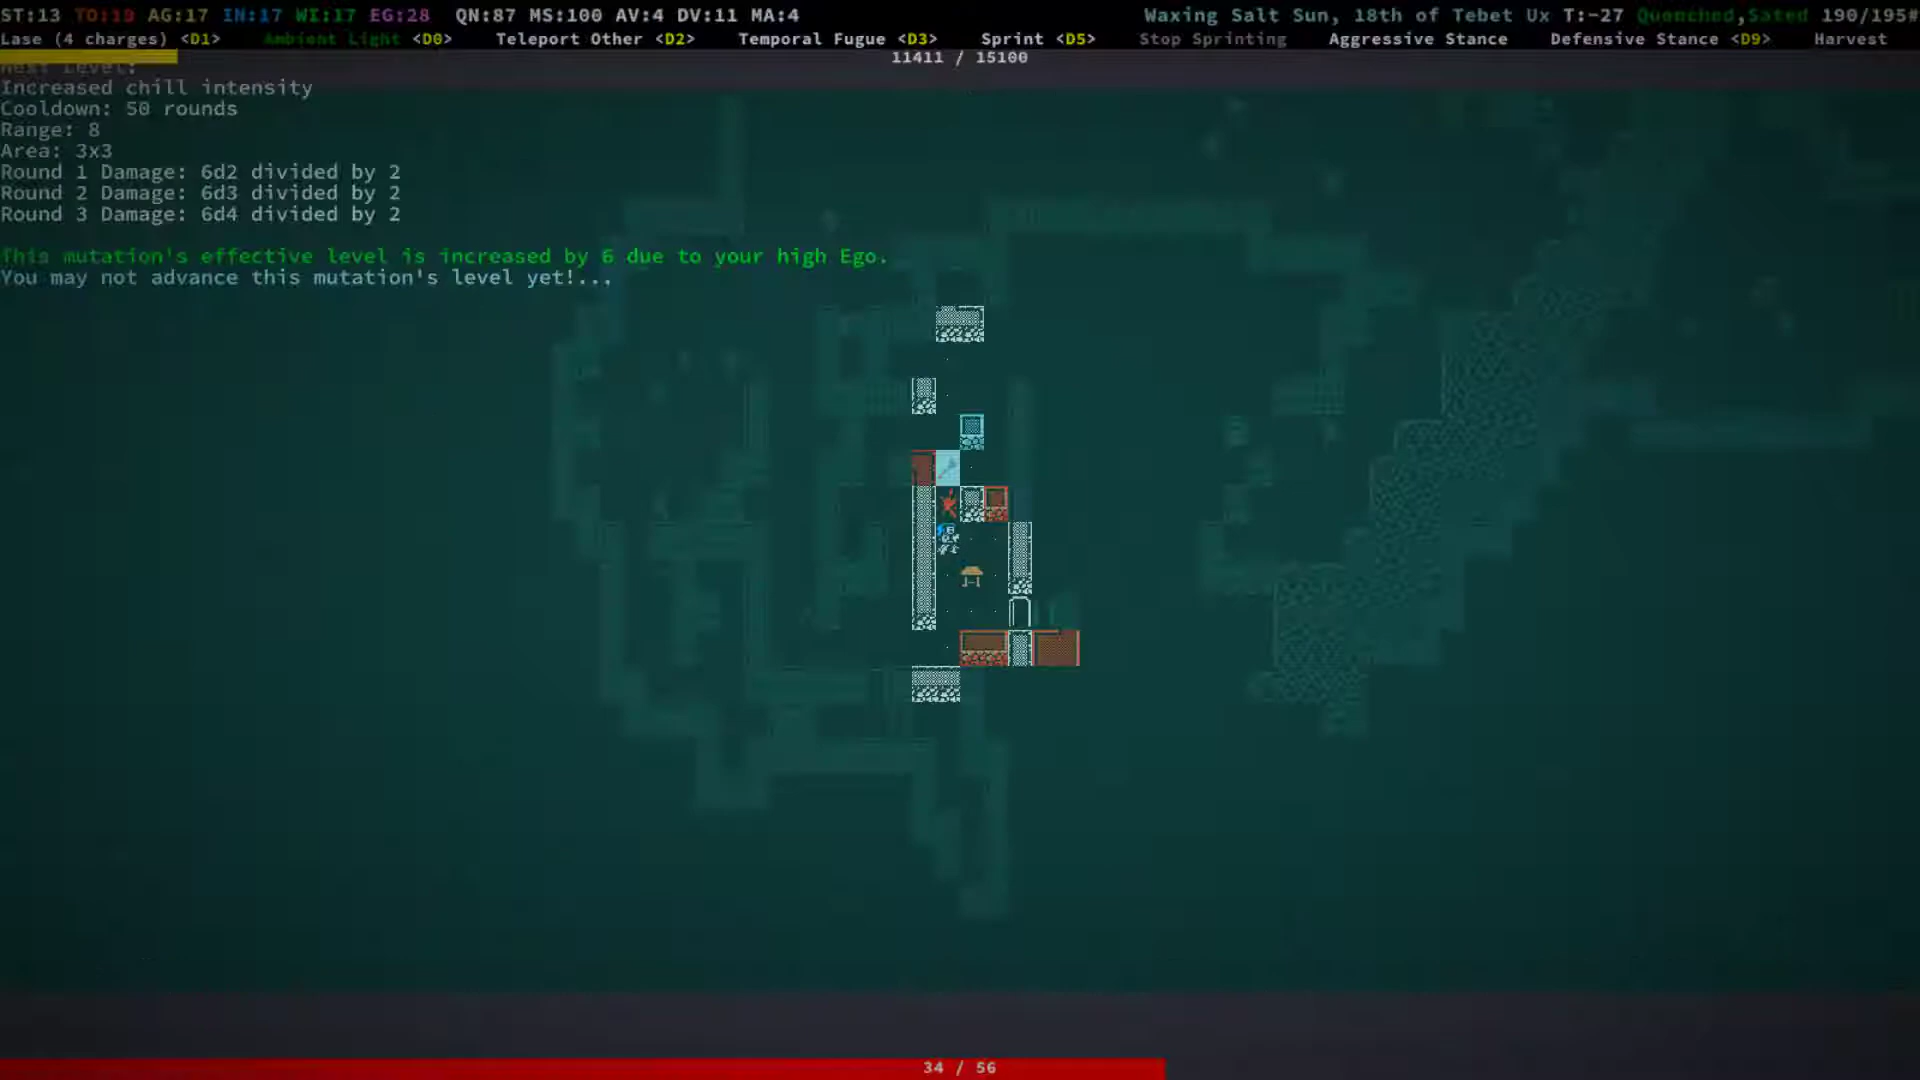 ST:13 TO:19 AG:17 IN:17 WI:17 EG:28 QN:87 MS:100 AV:4 DV:11 MA:4 Waxing Salt Sun, 18th of Tebet Ux T:-27 Quenched,Sated 190/195#
Lase (4 charges) <D1> Ambient Light <D0> Teleport Other <D2> Temporal Fugue <D3> Sprint <D5> Stop Sprinting Aggressive Stance Defensive Stance <D9> Harvest
11411 / 15100
Next Level:
Increased chill intensity
Cooldown: 50 rounds
Range: 8
Area: 3x3
Round 1 Damage: 6d2 divided by 2
Round 2 Damage: 6d3 divided by 2
Round 3 Damage: 6d4 divided by 2
This mutation's effective level is increased by 6 due to your high Ego.
You may not advance this mutation's level yet!...
34 / 56